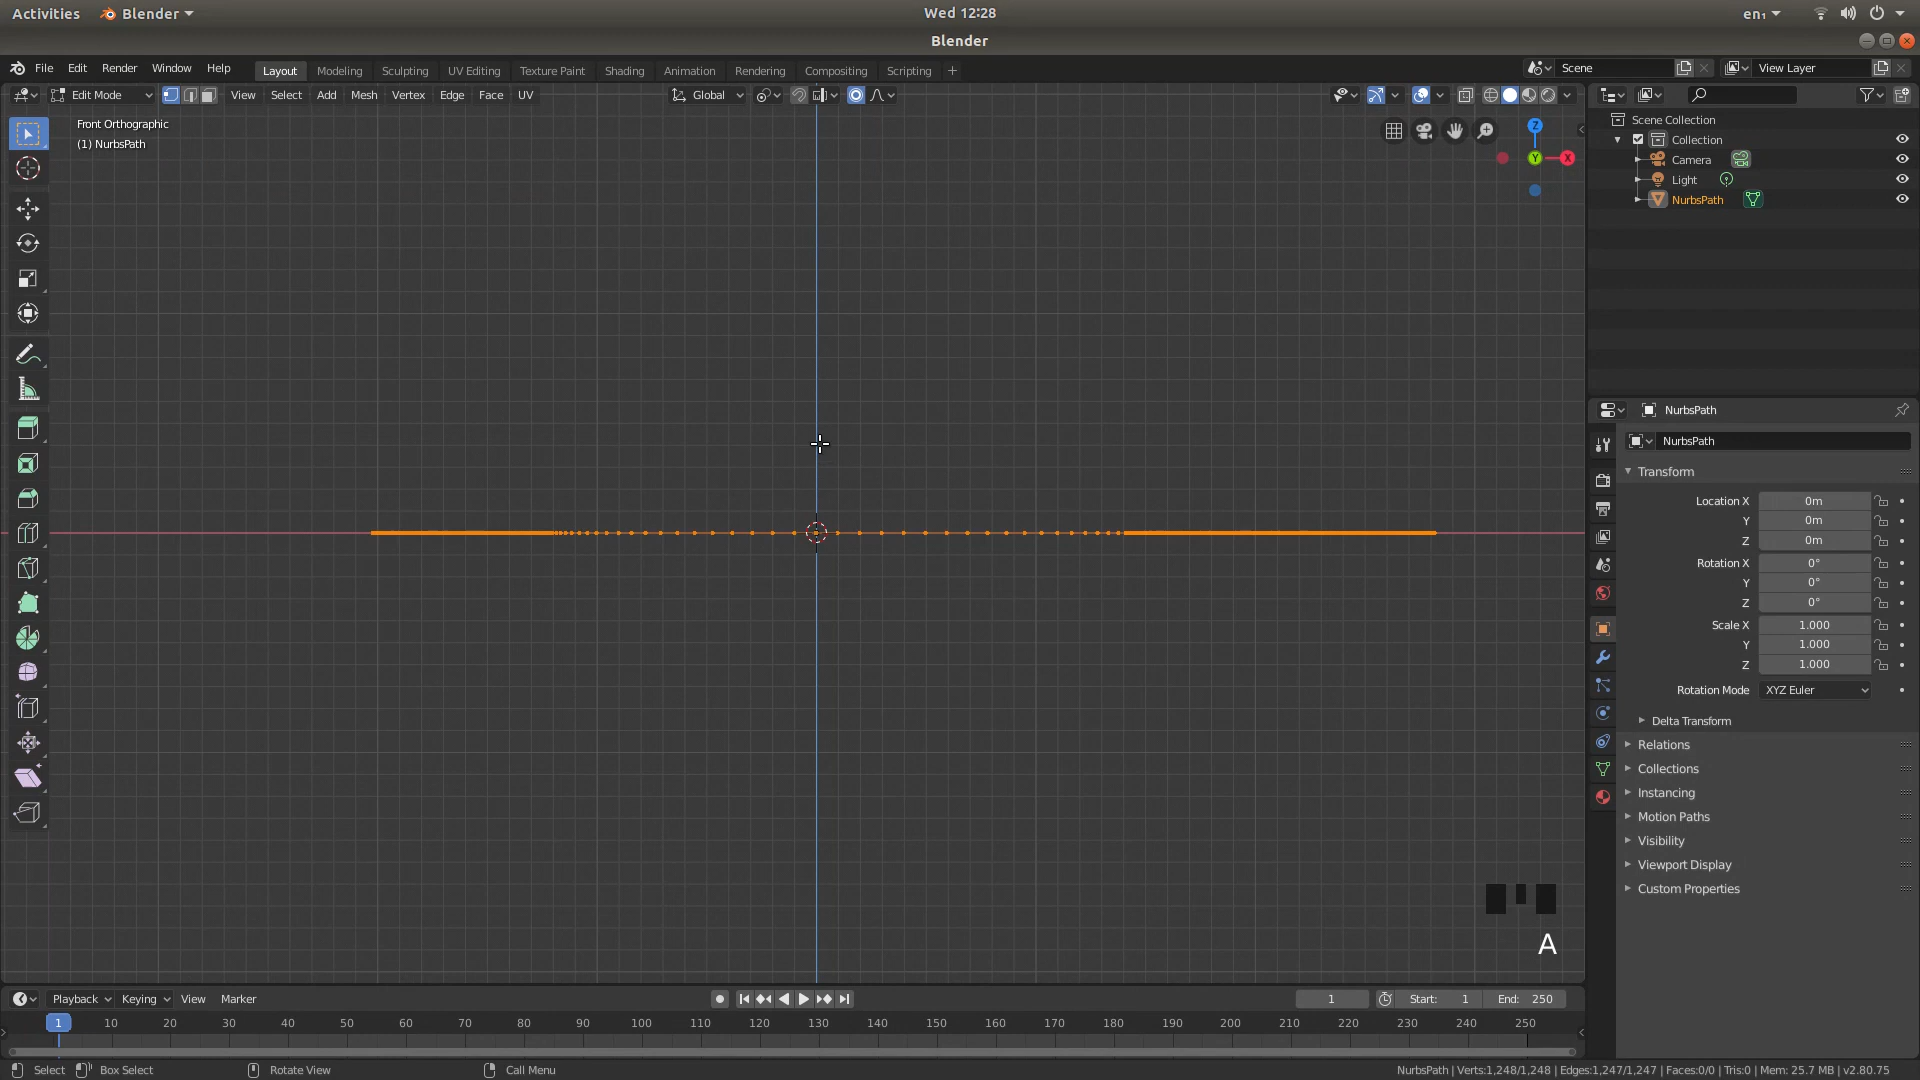 Activities Blender Wed 12:28 en₁
Blender
File Edit Render Window Help Layout Modeling Sculpting UV Editing Texture Paint Shading Animation Rendering Compositing Scripting + Scene View Layer
Edit Mode View Select Add Mesh Vertex Edge Face UV Global
Front Orthographic
(1) NurbsPath
Z
Y X
Scene Collection
Collection
Camera
Light
NurbsPath
NurbsPath
NurbsPath
Transform
Location X 0m
Y 0m
Z 0m
Rotation X 0°
Y 0°
Z 0°
Scale X 1.000
Y 1.000
Z 1.000
Rotation Mode XYZ Euler
Delta Transform
Relations
Collections
Instancing
Motion Paths
Visibility
Viewport Display
Custom Properties
A
Playback Keying View Marker 1 Start: 1 End: 250
1 10 20 30 40 50 60 70 80 90 100 110 120 130 140 150 160 170 180 190 200 210 220 230 240 250
Select Box Select Rotate View Call Menu NurbsPath | Verts:1,248/1,248 | Edges:1,247/1,247 | Faces:0/0 | Tris:0 | Mem: 25.7 MB | v2.80.75